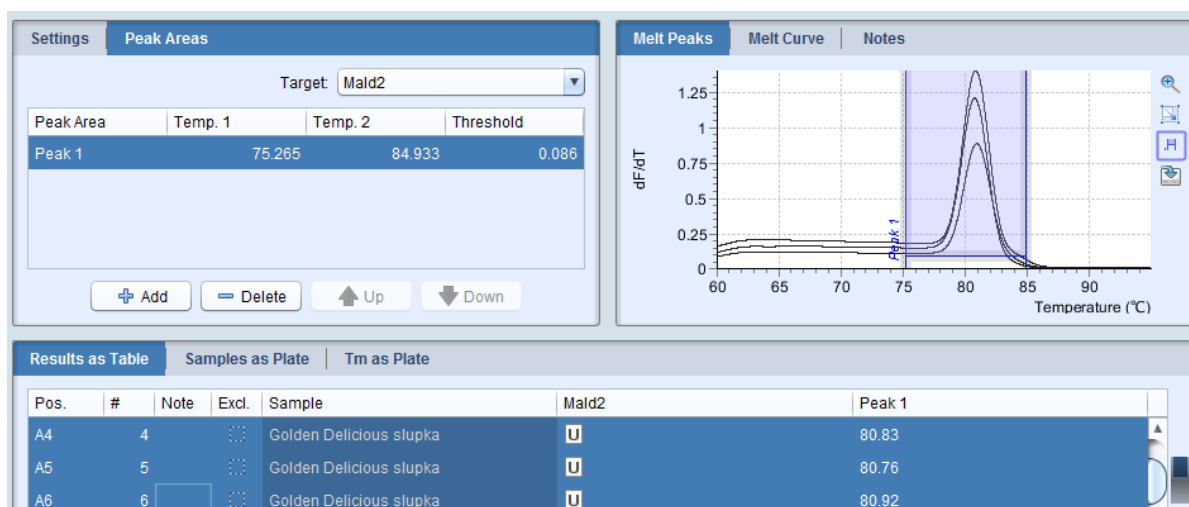 Settings Peak Areas
Target: Mald2
Peak Area Temp. 1 Temp. 2 Threshold
Peak 1 75.265 84.933 0.086
Add Delete Up Down
Melt Peaks Melt Curve Notes
dF/dT
1.25
1
0.75
0.5
0.25
0
Peak 1
60 65 70 75 80 85 90
Temperature (°C)
Results as Table Samples as Plate Tm as Plate
Pos. # Note Excl. Sample Mald2 Peak 1
A4 4 Golden Delicious slupka U 80.83
A5 5 Golden Delicious slupka U 80.76
A6 6 Golden Delicious slupka U 80.92